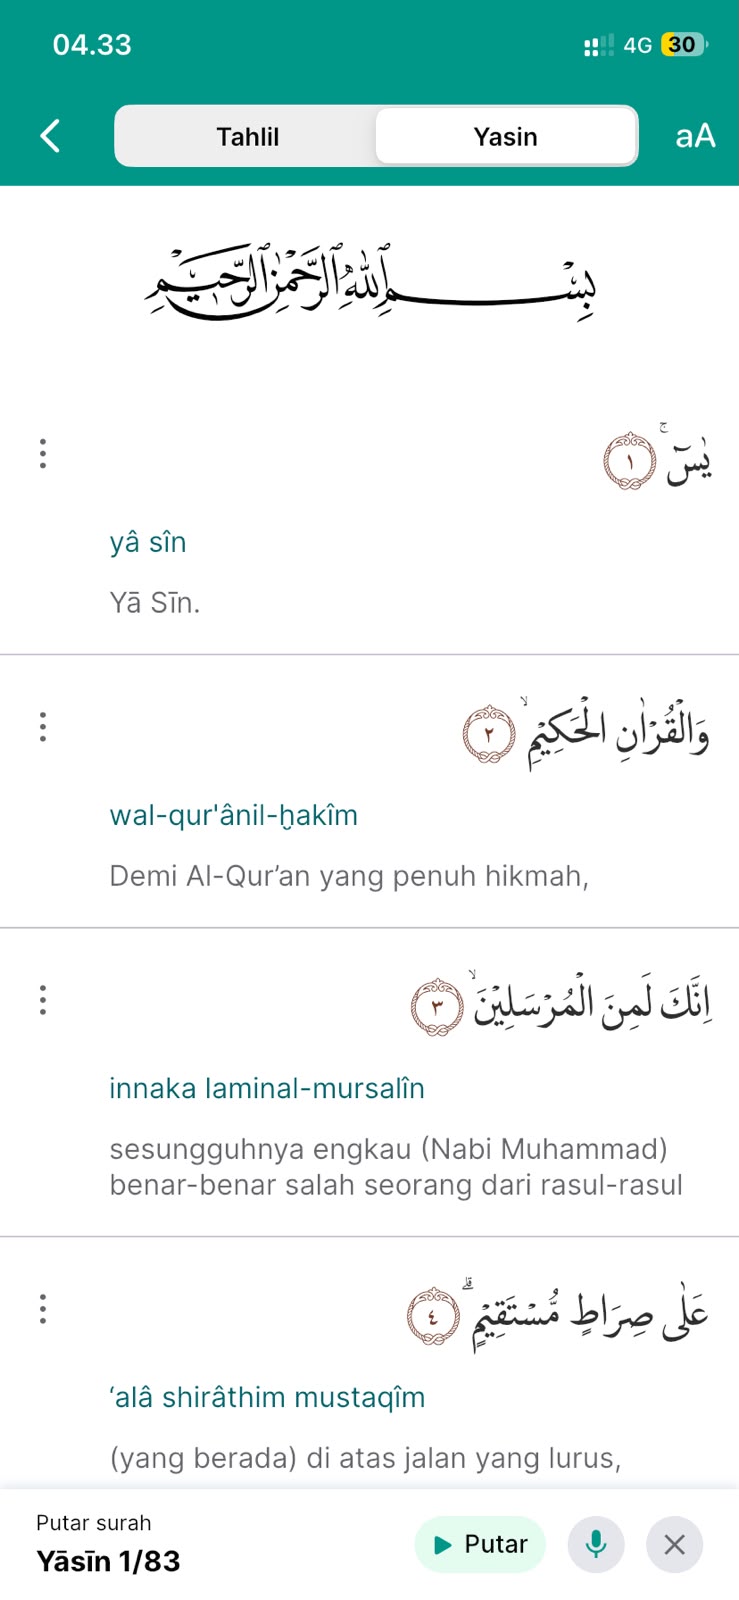 04.33
4G 30
Tahlil Yasin aA
بِسْمِ اللّٰهِ الرَّحْمٰنِ الرَّحِيْمِ
يٰسۤ ۚ ١
yâ sîn
Yā Sīn.
وَالْقُرْاٰنِ الْحَكِيْمِۙ ٢
wal-qur'ânil-ḫakîm
Demi Al-Qur’an yang penuh hikmah,
اِنَّكَ لَمِنَ الْمُرْسَلِيْنَۙ ٣
innaka laminal-mursalîn
sesungguhnya engkau (Nabi Muhammad)
benar-benar salah seorang dari rasul-rasul
عَلٰى صِرَاطٍ مُّسْتَقِيْمٍۗ ٤
‘alâ shirâthim mustaqîm
(yang berada) di atas jalan yang lurus,
Putar surah
Yāsīn 1/83
Putar